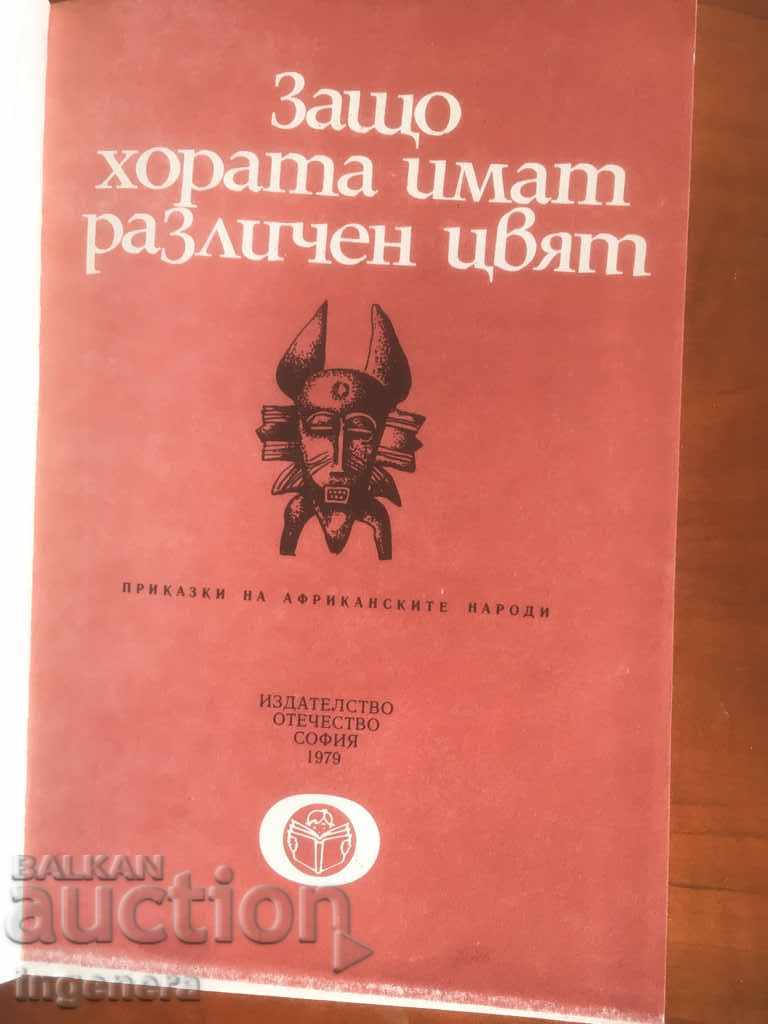 Защо
хората имат
различен цвят
ПРИКАЗКИ НА АФРИКАНСКИТЕ НАРОДИ
ИЗДАТЕЛСТВО
ОТЕЧЕСТВО
СОФИЯ
1979
BALKAN
auction
ingenera